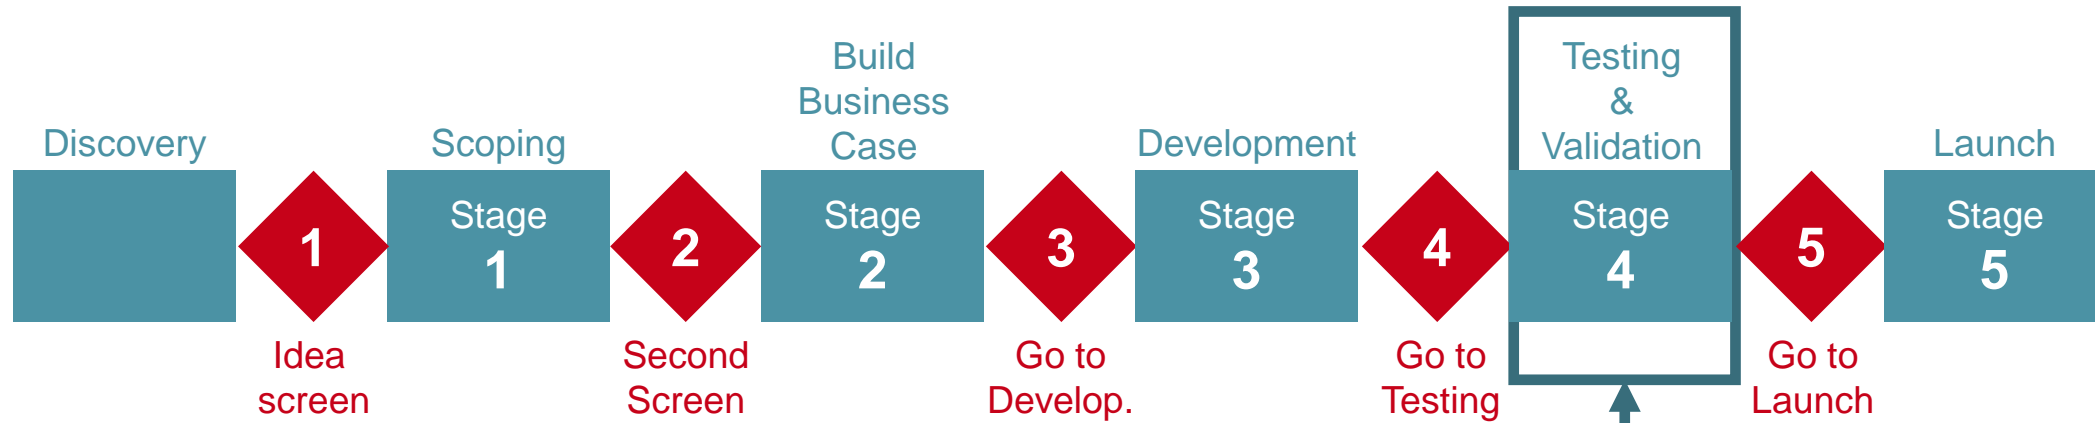 Discovery
1
Idea
screen
Scoping
Stage
1
2
Second
Screen
Build
Business
Case
Stage
2
3
Go to
Develop.
Development
Stage
3
4
Go to
Testing
Testing
&
Validation
Stage
4
5
Go to
Launch
Launch
Stage
5